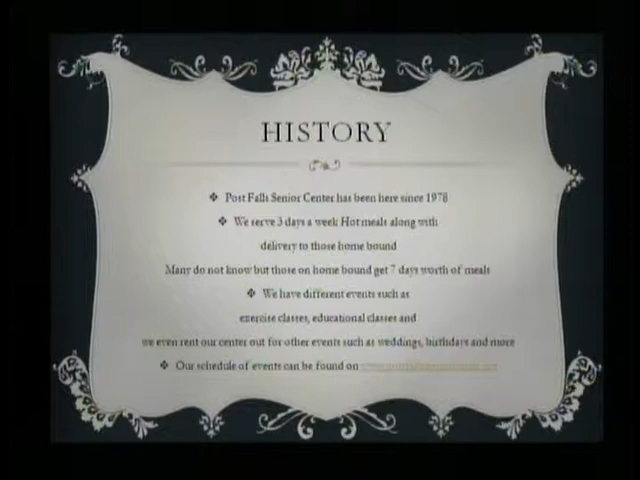 HISTORY
❖ Post Falls Senior Center has been here since 1978
❖ We serve 3 days a week Hot meals along with
delivery to those home bound
Many do not know but those on home bound get 7 days worth of meals
❖ We have different events such as
exercise classes, educational classes and
we even rent our center out for other events such as weddings, birthdays and more
❖ Our schedule of events can be found on